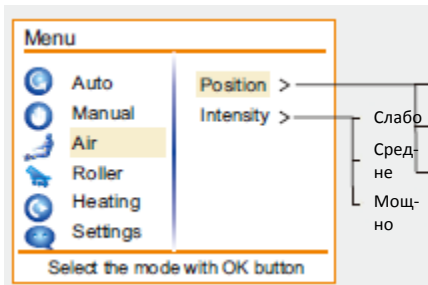 Menu
Auto
Manual
Air
Roller
Heating
Settings
Position >
Intensity >
Слабо
Сред-
не
Мощ-
но
Select the mode with OK button